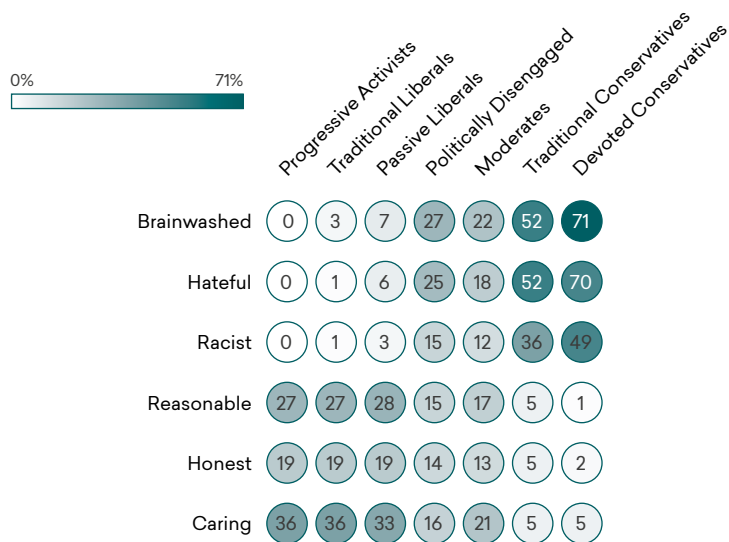 0% 71%
Progressive Activists
Traditional Liberals
Passive Liberals
Politically Disengaged
Moderates
Traditional Conservatives
Devoted Conservatives
Brainwashed 0 3 7 27 22 52 71
Hateful 0 1 6 25 18 52 70
Racist 0 1 3 15 12 36 49
Reasonable 27 27 28 15 17 5 1
Honest 19 19 19 14 13 5 2
Caring 36 36 33 16 21 5 5